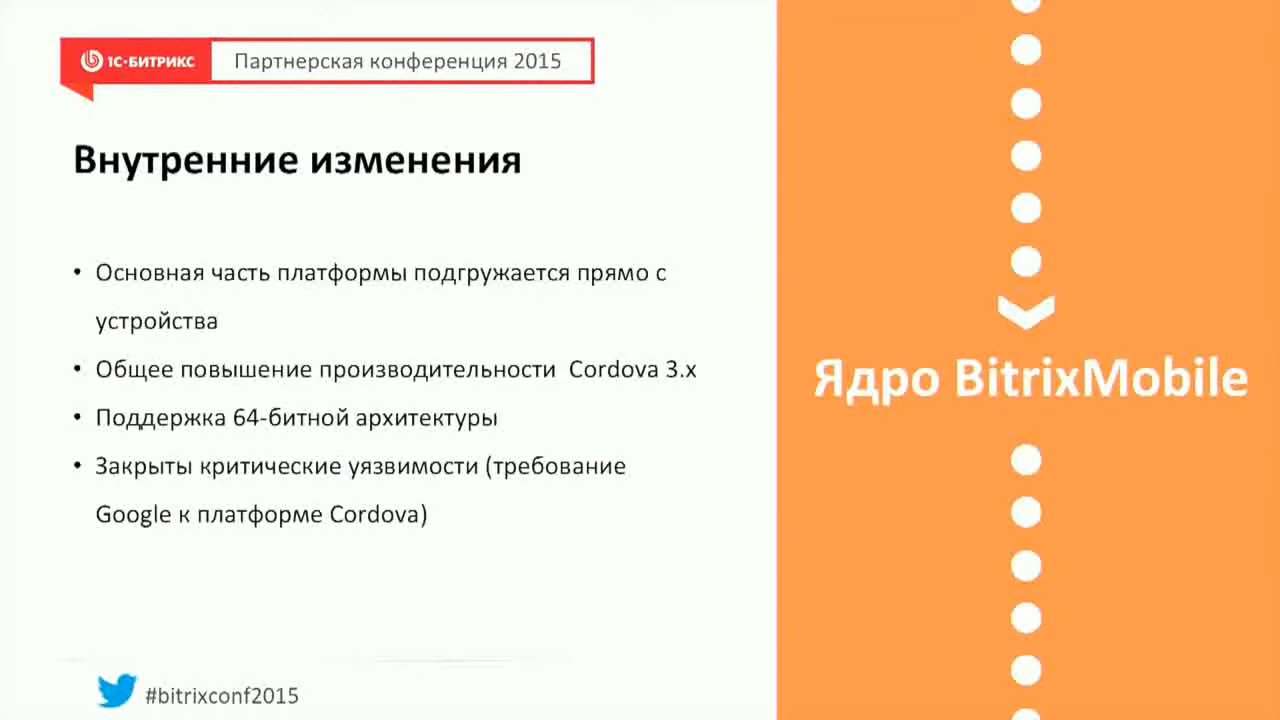 1С-БИТРИКС Партнерская конференция 2015
Внутренние изменения
• Основная часть платформы подгружается прямо с
устройства
• Общее повышение производительности Cordova 3.x
• Поддержка 64-битной архитектуры
• Закрыты критические уязвимости (требование
Google к платформе Cordova)
#bitrixconf2015
Ядро BitrixMobile